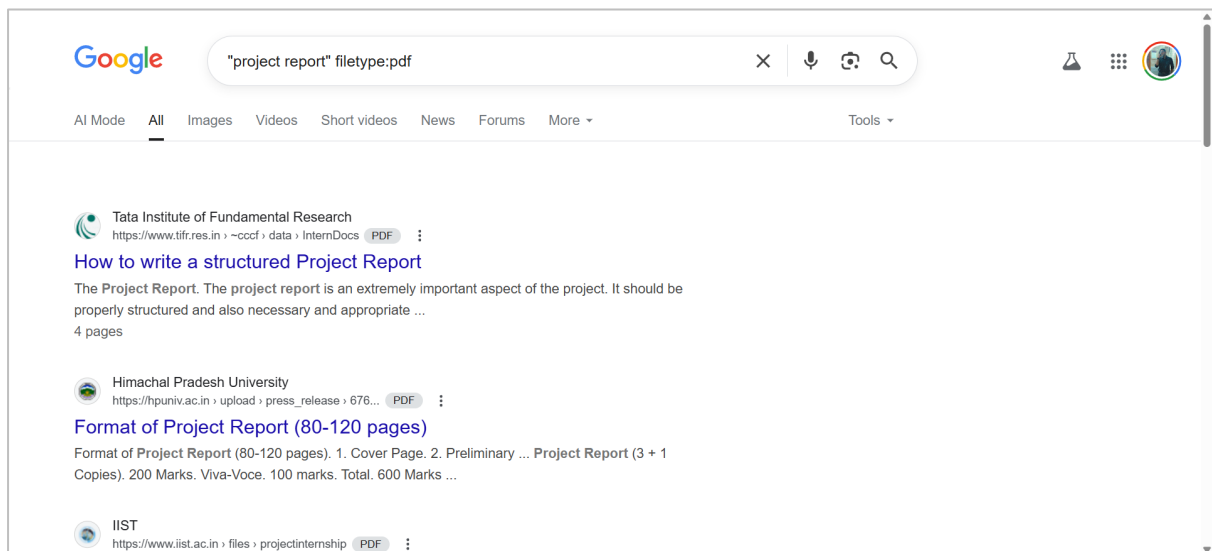 Google
"project report" filetype:pdf
AI Mode All Images Videos Short videos News Forums More Tools
Tata Institute of Fundamental Research
https://www.tifr.res.in › ~cccf › data › InternDocs PDF
How to write a structured Project Report
The Project Report. The project report is an extremely important aspect of the project. It should be
properly structured and also necessary and appropriate ...
4 pages
Himachal Pradesh University
https://hpuniv.ac.in › upload › press_release › 676... PDF
Format of Project Report (80-120 pages)
Format of Project Report (80-120 pages). 1. Cover Page. 2. Preliminary ... Project Report (3 + 1
Copies). 200 Marks. Viva-Voce. 100 marks. Total. 600 Marks ...
IIST
https://www.iist.ac.in › files › projectinternship PDF